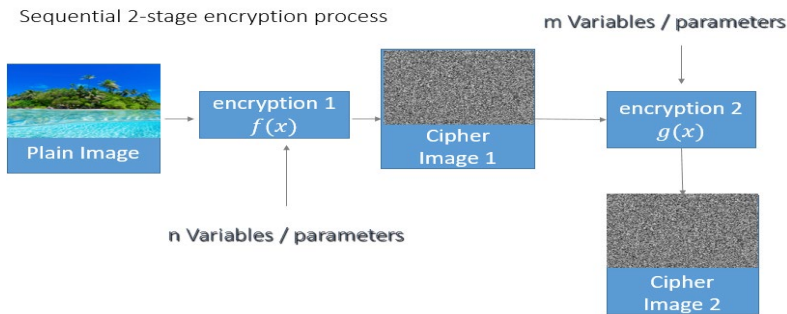 Sequential 2-stage encryption process
m Variables / parameters
encryption 1
f(x)
encryption 2
g(x)
Plain Image
Cipher
Image 1
n Variables / parameters
Cipher
Image 2